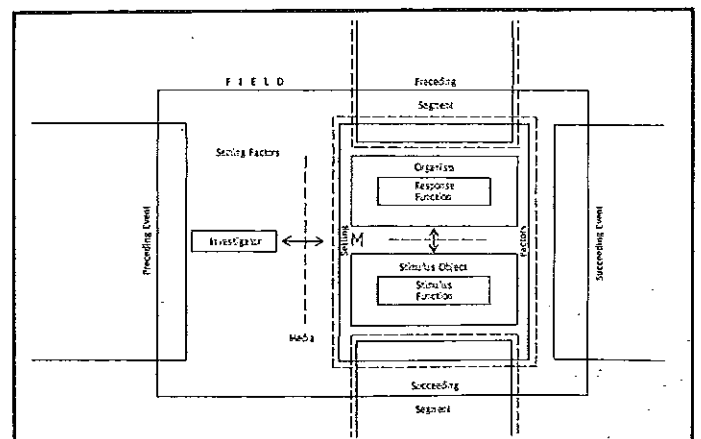 FIELD
Preceding
Segment
Setting Factors
Organism
Response
Function
Preceding Event
Investigator
Setting
M
Factors
Succeeding Event
Stimulus Object
Stimulus
Function
Media
Succeeding
Segment